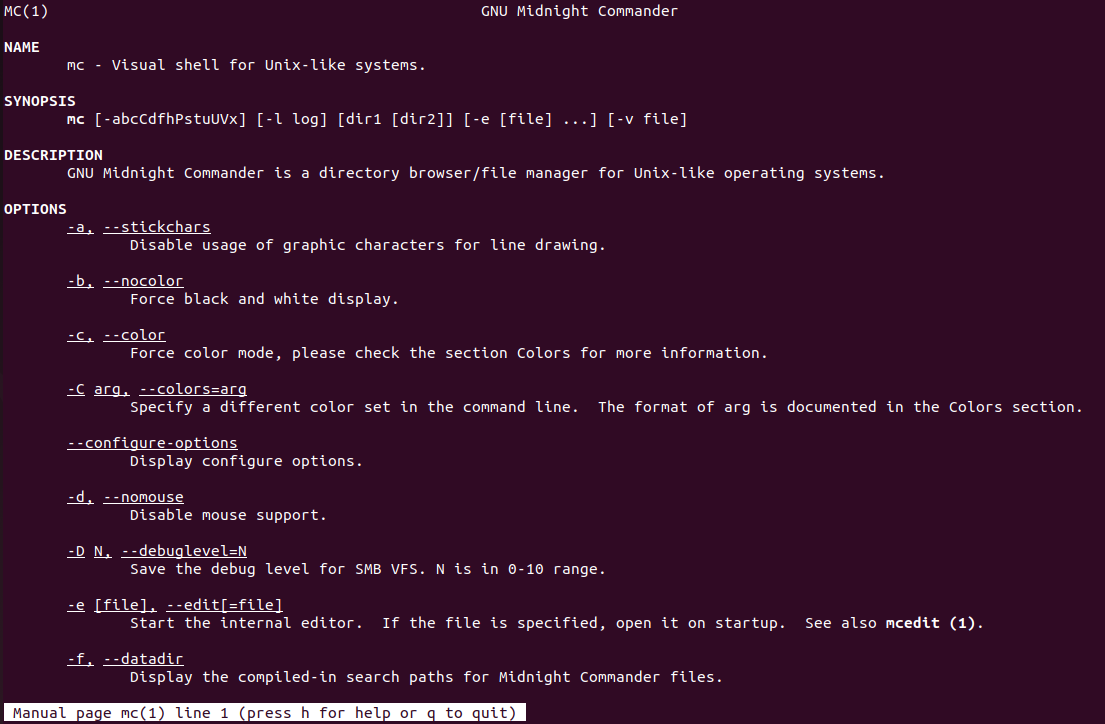 MC(1) GNU Midnight Commander
NAME
mc - Visual shell for Unix-like systems.
SYNOPSIS
mc [-abcCdfhPstuUVx] [-l log] [dir1 [dir2]] [-e [file] ...] [-v file]
DESCRIPTION
GNU Midnight Commander is a directory browser/file manager for Unix-like operating systems.
OPTIONS
-a, --stickchars
Disable usage of graphic characters for line drawing.
-b, --nocolor
Force black and white display.
-c, --color
Force color mode, please check the section Colors for more information.
-C arg, --colors=arg
Specify a different color set in the command line.  The format of arg is documented in the Colors section.
--configure-options
Display configure options.
-d, --nomouse
Disable mouse support.
-D N, --debuglevel=N
Save the debug level for SMB VFS. N is in 0-10 range.
-e [file], --edit[=file]
Start the internal editor.  If the file is specified, open it on startup.  See also mcedit (1).
-f, --datadir
Display the compiled-in search paths for Midnight Commander files.
Manual page mc(1) line 1 (press h for help or q to quit)